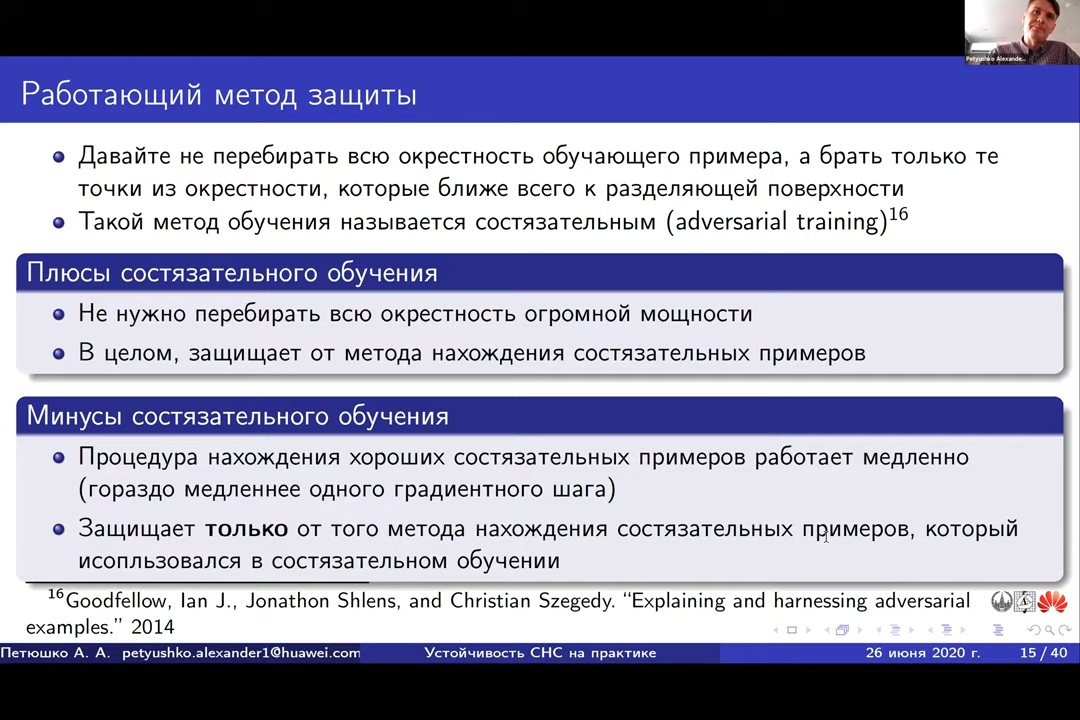 Petyushko Alexande...
Работающий метод защиты
Давайте не перебирать всю окрестность обучающего примера, а брать только те
точки из окрестности, которые ближе всего к разделяющей поверхности
Такой метод обучения называется состязательным (adversarial training)16
Плюсы состязательного обучения
Не нужно перебирать всю окрестность огромной мощности
В целом, защищает от метода нахождения состязательных примеров
Минусы состязательного обучения
Процедура нахождения хороших состязательных примеров работает медленно
(гораздо медленнее одного градиентного шага)
Защищает только от того метода нахождения состязательных примеров, который
исопльзовался в состязательном обучении
16Goodfellow, Ian J., Jonathon Shlens, and Christian Szegedy. “Explaining and harnessing adversarial
examples.” 2014
Петюшко А. А. petyushko.alexander1@huawei.com Устойчивость СНС на практике 26 июня 2020 г. 15 / 40